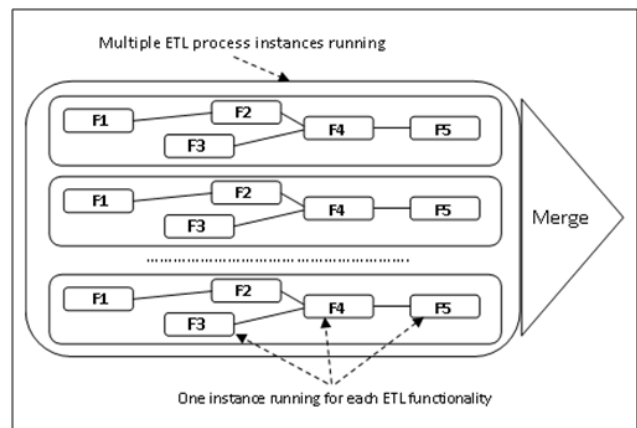 Multiple ETL process instances running
F1
F2
F3
F4
F5
F1
F2
F3
F4
F5
Merge
F1
F2
F3
F4
F5
One instance running for each ETL functionality